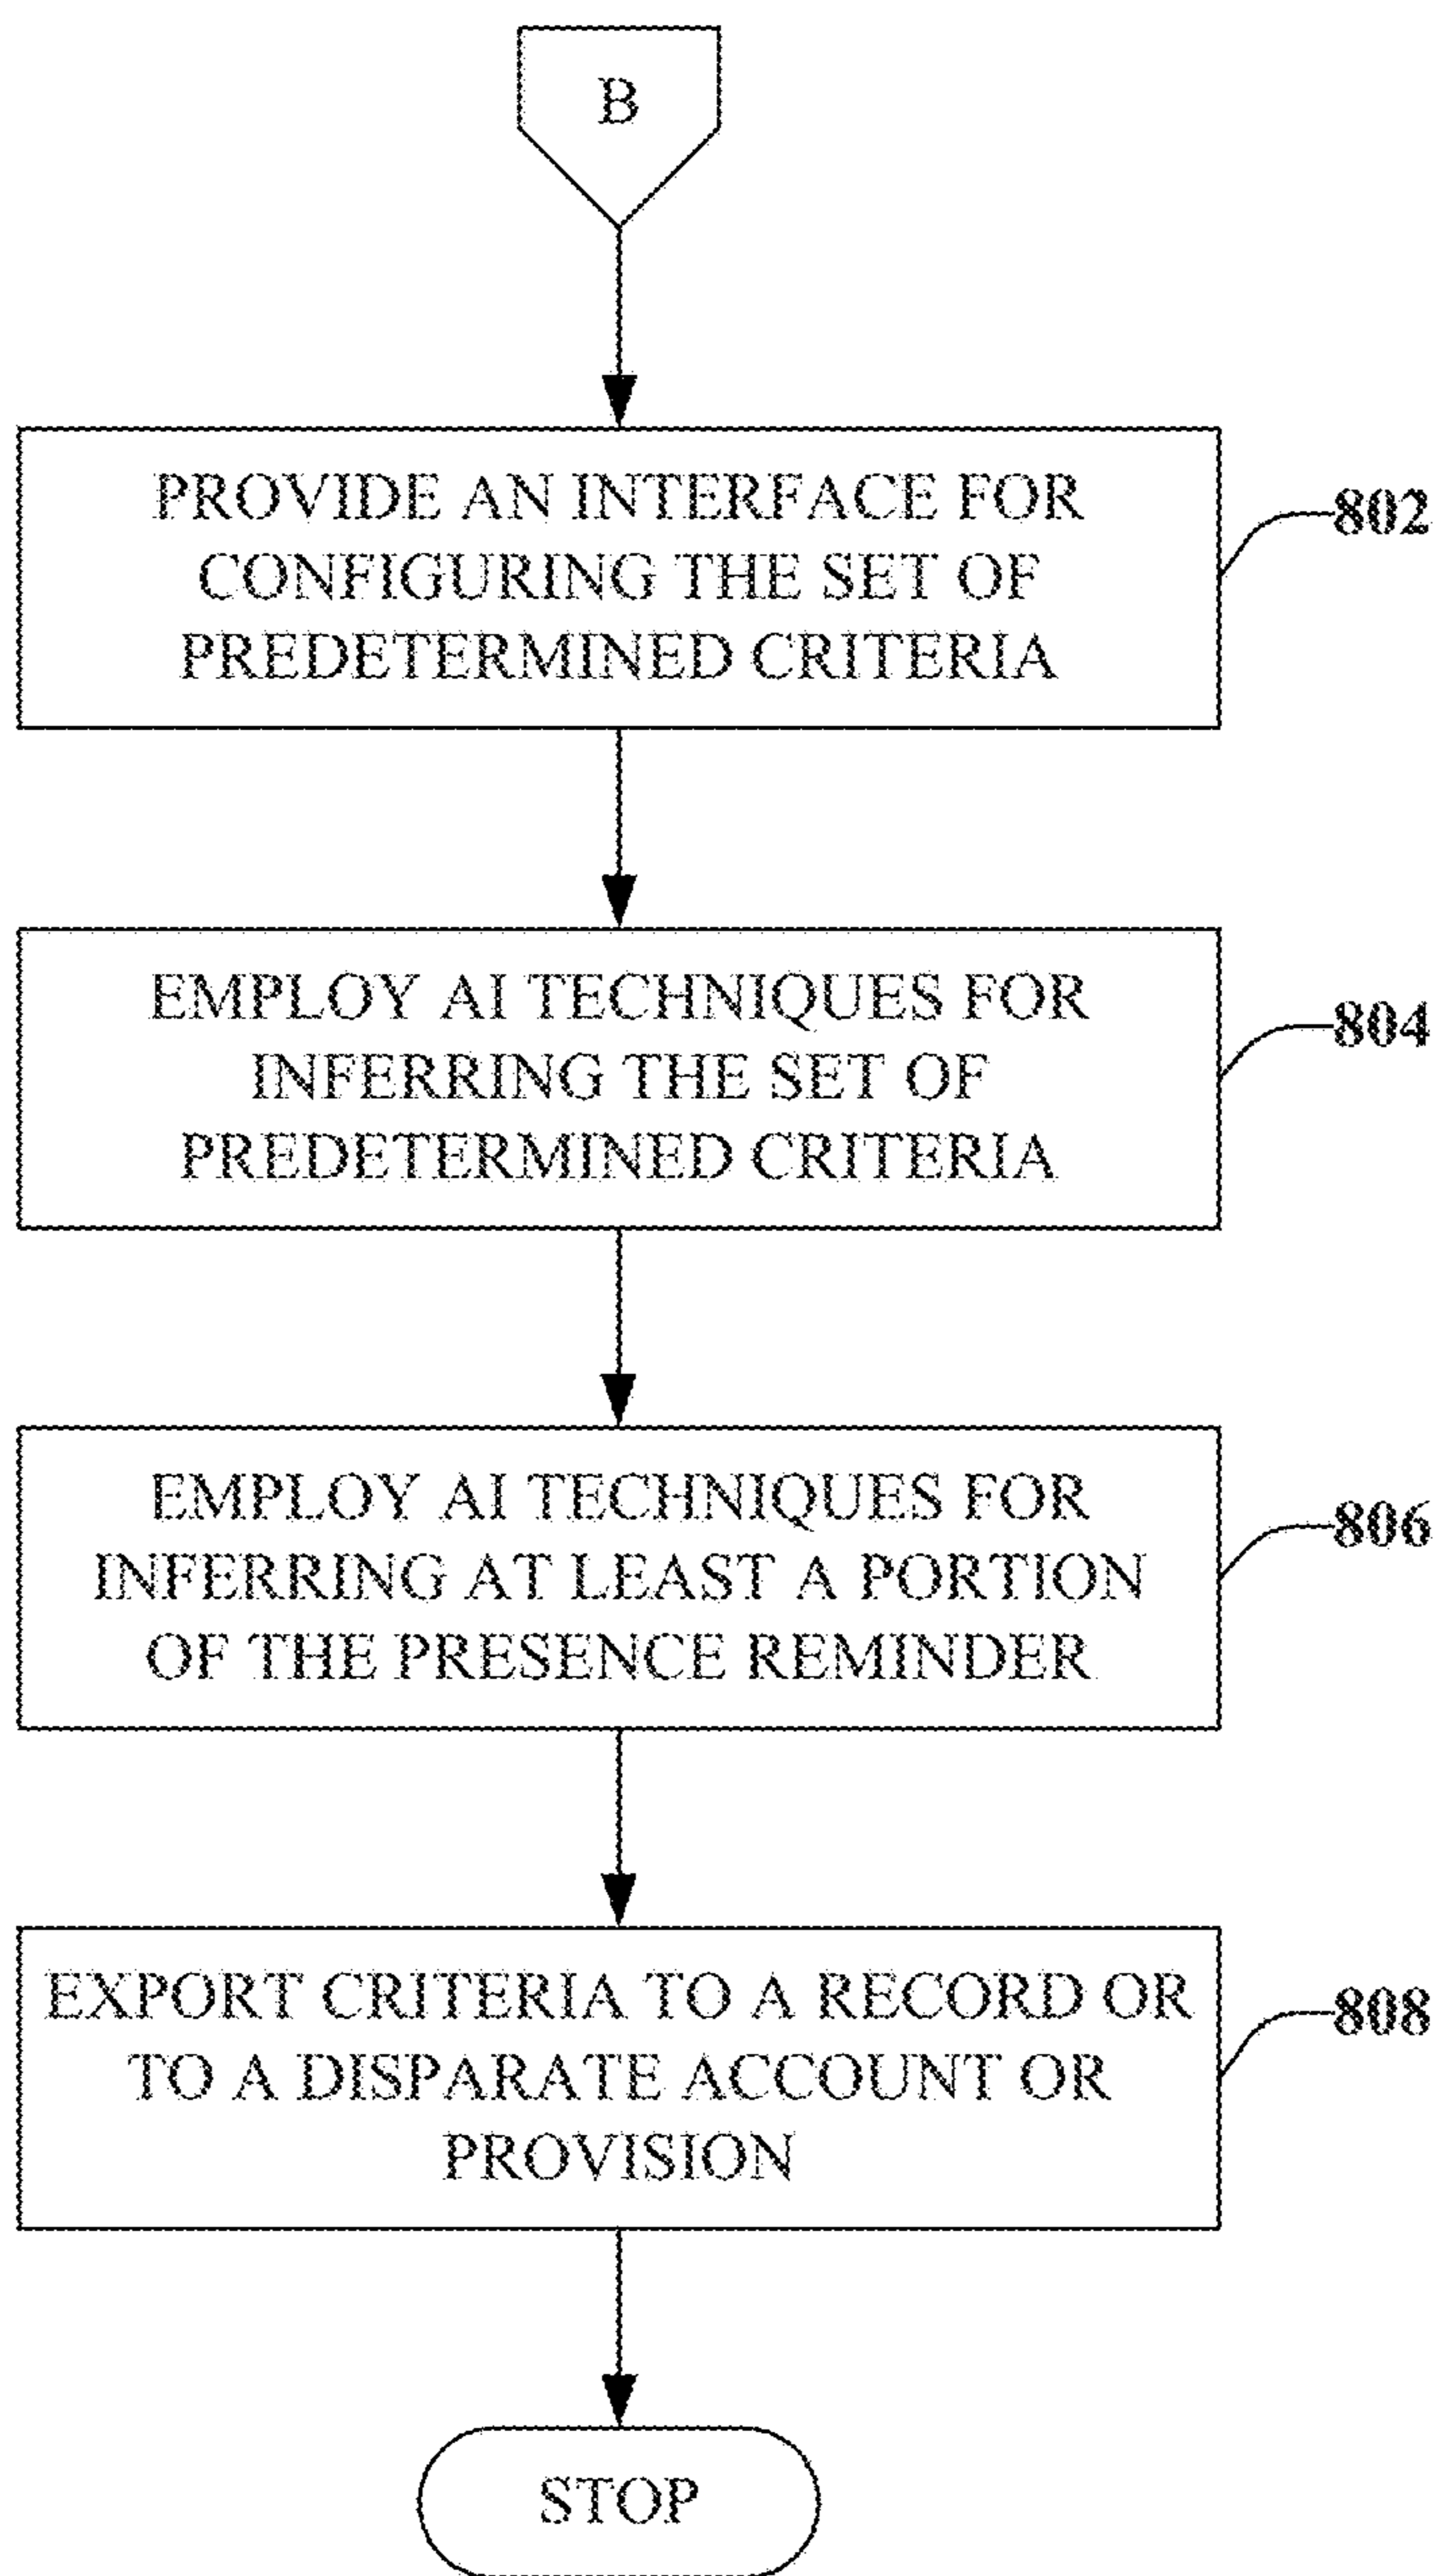 B
PROVIDE AN INTERFACE FOR
CONFIGURING THE SET OF
PREDETERMINED CRITERIA
802
EMPLOY AI TECHNIQUES FOR
INFERRING THE SET OF
PREDETERMINED CRITERIA
804
EMPLOY AI TECHNIQUES FOR
INFERRING AT LEAST A PORTION
OF THE PRESENCE REMINDER
806
EXPORT CRITERIA TO A RECORD OR
TO A DISPARATE ACCOUNT OR
PROVISION
808
STOP